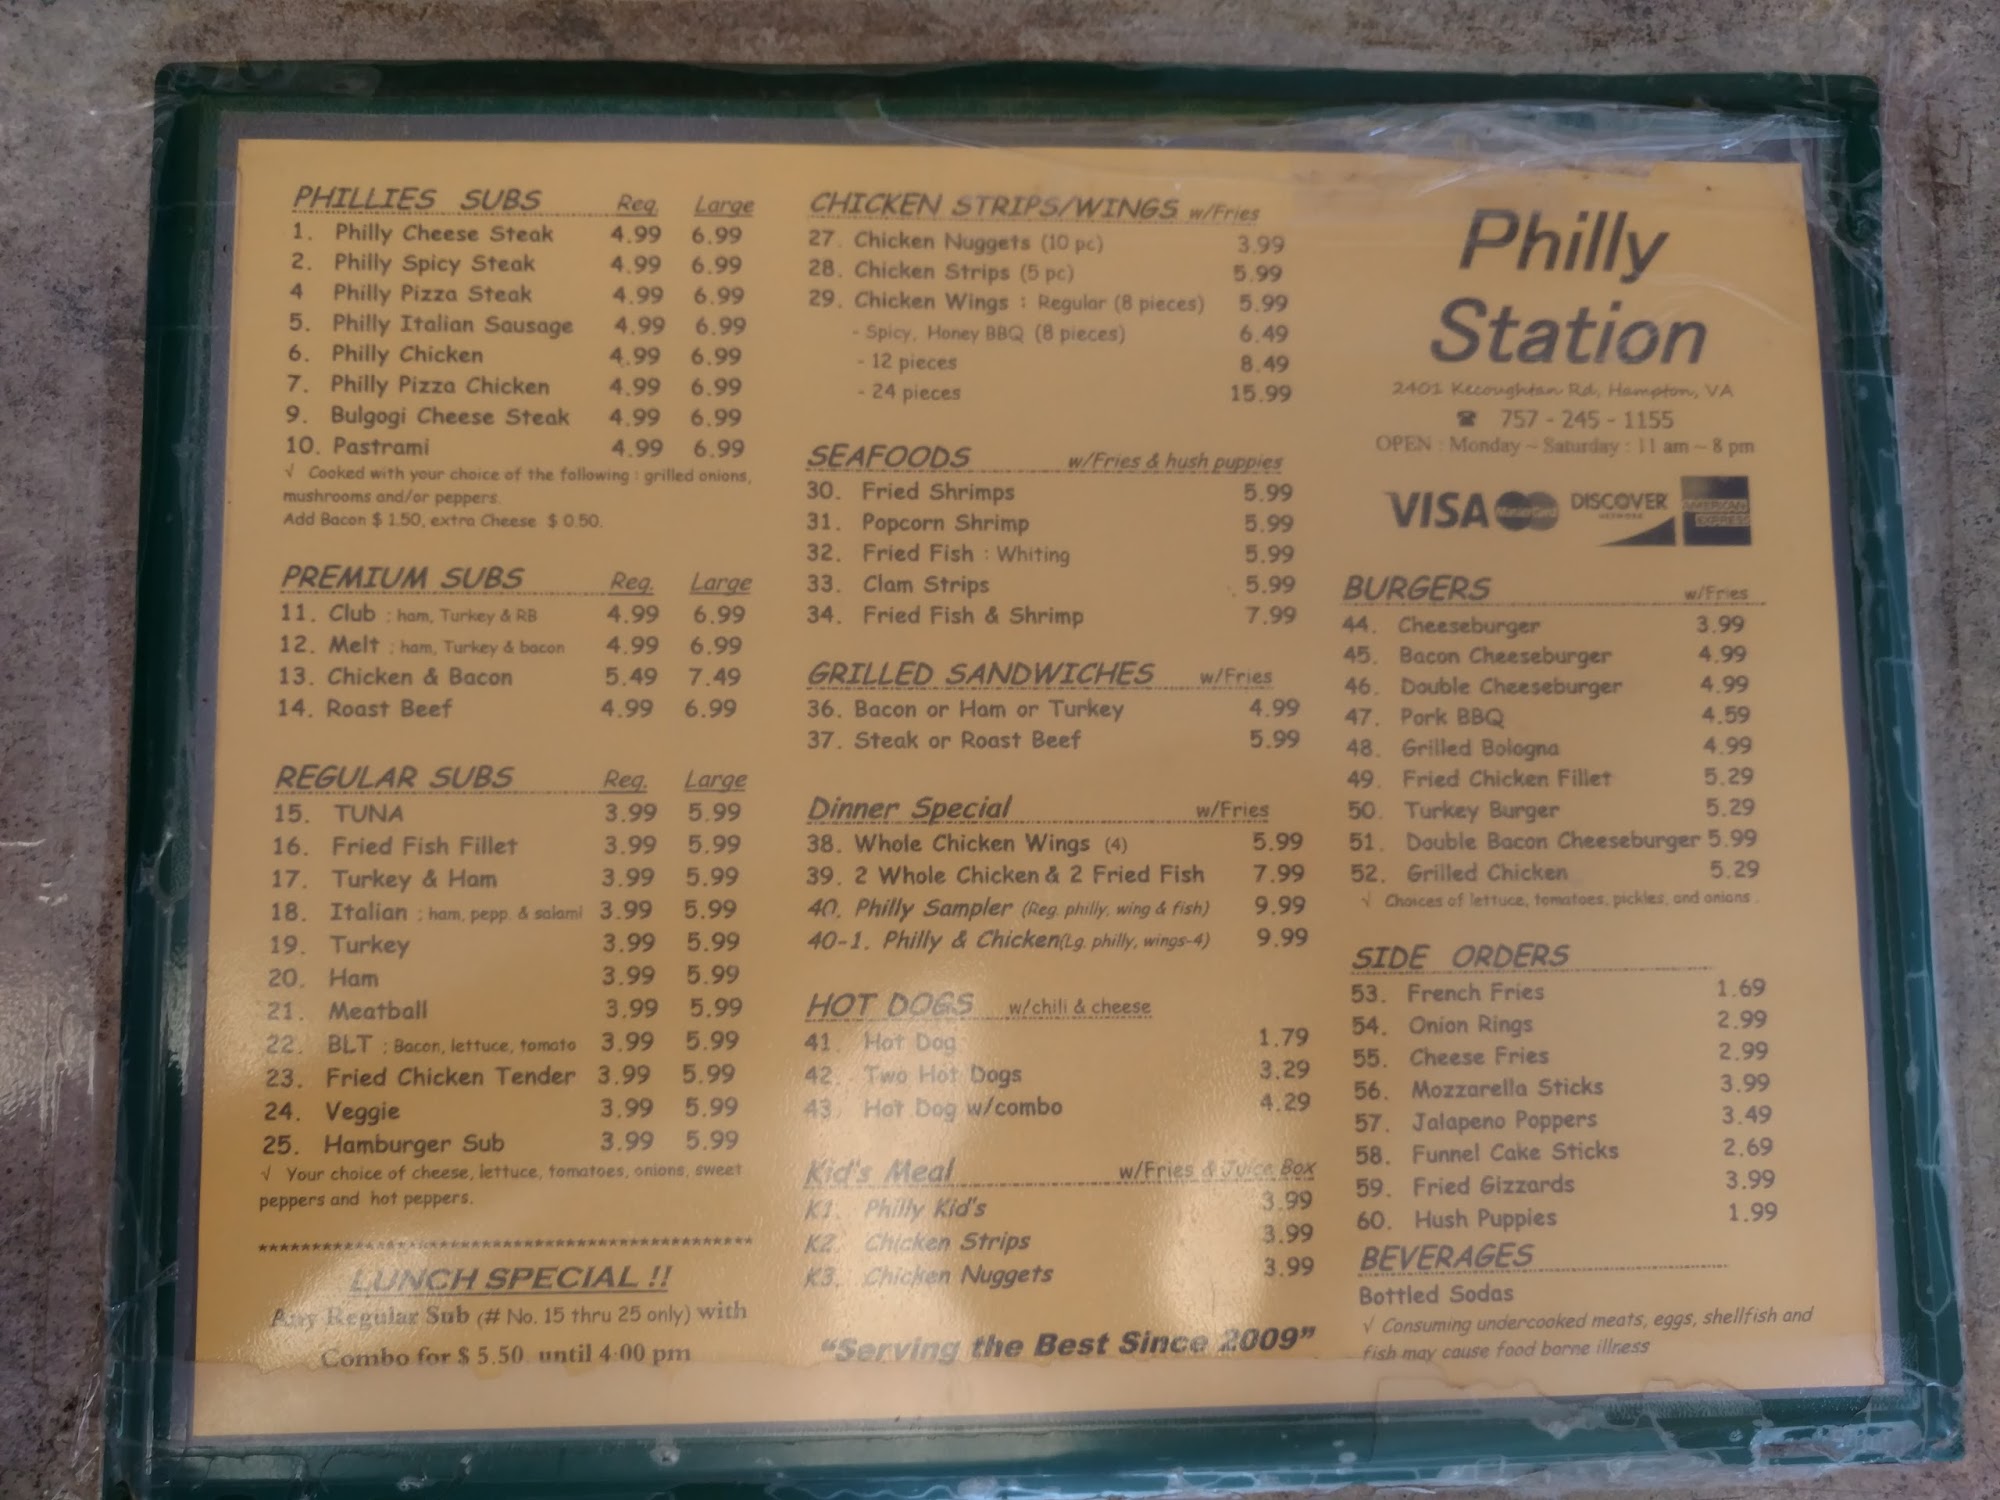 PHILLIES SUBS Reg. Large
1. Philly Cheese Steak 4.99 6.99
2. Philly Spicy Steak 4.99 6.99
4 Philly Pizza Steak 4.99 6.99
5. Philly Italian Sausage 4.99 6.99
6. Philly Chicken 4.99 6.99
7. Philly Pizza Chicken 4.99 6.99
9. Bulgogi Cheese Steak 4.99 6.99
10. Pastrami 4.99 6.99
√ Cooked with your choice of the following : grilled onions,
mushrooms and/or peppers.
Add Bacon $ 1.50, extra Cheese $ 0.50.
PREMIUM SUBS Reg. Large
11. Club : ham, Turkey & RB 4.99 6.99
12. Melt : ham, Turkey & bacon 4.99 6.99
13. Chicken & Bacon 5.49 7.49
14. Roast Beef 4.99 6.99
REGULAR SUBS Reg. Large
15. TUNA 3.99 5.99
16. Fried Fish Fillet 3.99 5.99
17. Turkey & Ham 3.99 5.99
18. Italian : ham, pepp. & salami 3.99 5.99
19. Turkey 3.99 5.99
20. Ham 3.99 5.99
21. Meatball 3.99 5.99
22. BLT : Bacon, lettuce, tomato 3.99 5.99
23. Fried Chicken Tender 3.99 5.99
24. Veggie 3.99 5.99
25. Hamburger Sub 3.99 5.99
√ Your choice of cheese, lettuce, tomatoes, onions, sweet
peppers and hot peppers.
*********************************************
LUNCH SPECIAL !!
Any Regular Sub (# No. 15 thru 25 only) with
Combo for $ 5.50 until 4:00 pm
CHICKEN STRIPS/WINGS w/Fries
27. Chicken Nuggets (10 pc) 3.99
28. Chicken Strips (5 pc) 5.99
29. Chicken Wings : Regular (8 pieces) 5.99
- Spicy, Honey BBQ (8 pieces) 6.49
- 12 pieces 8.49
- 24 pieces 15.99
SEAFOODS w/Fries & hush puppies
30. Fried Shrimps 5.99
31. Popcorn Shrimp 5.99
32. Fried Fish : Whiting 5.99
33. Clam Strips 5.99
34. Fried Fish & Shrimp 7.99
GRILLED SANDWICHES w/Fries
36. Bacon or Ham or Turkey 4.99
37. Steak or Roast Beef 5.99
Dinner Special w/Fries
38. Whole Chicken Wings (4) 5.99
39. 2 Whole Chicken & 2 Fried Fish 7.99
40. Philly Sampler (Reg. philly, wing & fish) 9.99
40-1. Philly & Chicken(Lg. philly, wings-4) 9.99
HOT DOGS w/chili & cheese
41. Hot Dog 1.79
42. Two Hot Dogs 3.29
43. Hot Dog w/combo 4.29
Kid's Meal w/Fries & Juice Box
K1. Philly Kid's 3.99
K2. Chicken Strips 3.99
K3. Chicken Nuggets 3.99
"Serving the Best Since 2009"
Philly
Station
2401 Kecoughtan Rd, Hampton, VA
☎ 757 - 245 - 1155
OPEN : Monday ~ Saturday : 11 am ~ 8 pm
VISA MasterCard DISCOVER NETWORK AMERICAN EXPRESS
BURGERS w/Fries
44. Cheeseburger 3.99
45. Bacon Cheeseburger 4.99
46. Double Cheeseburger 4.99
47. Pork BBQ 4.59
48. Grilled Bologna 4.99
49. Fried Chicken Fillet 5.29
50. Turkey Burger 5.29
51. Double Bacon Cheeseburger 5.99
52. Grilled Chicken 5.29
√ Choices of lettuce, tomatoes, pickles, and onions .
SIDE ORDERS
53. French Fries 1.69
54. Onion Rings 2.99
55. Cheese Fries 2.99
56. Mozzarella Sticks 3.99
57. Jalapeno Poppers 3.49
58. Funnel Cake Sticks 2.69
59. Fried Gizzards 3.99
60. Hush Puppies 1.99
BEVERAGES
Bottled Sodas
√ Consuming undercooked meats, eggs, shellfish and
fish may cause food borne illness